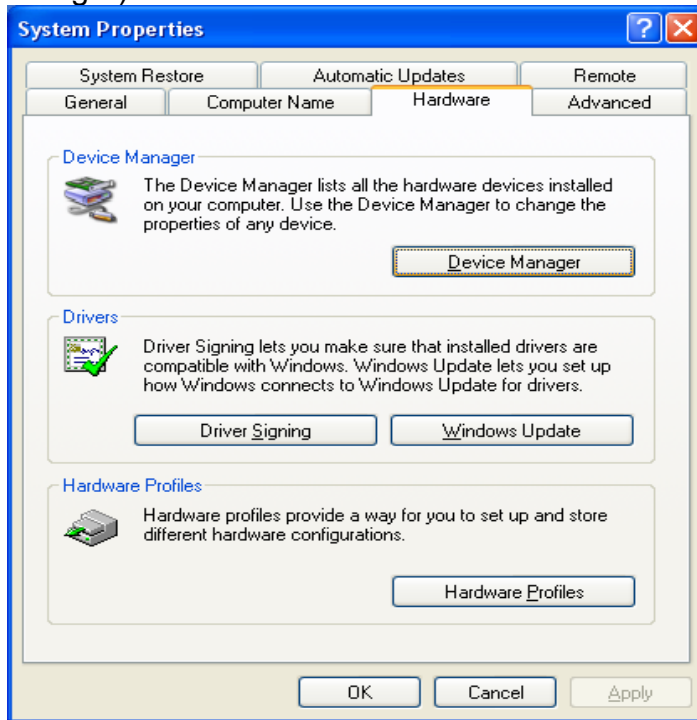 System Properties
System Restore Automatic Updates Remote
General Computer Name Hardware Advanced
Device Manager
The Device Manager lists all the hardware devices installed
on your computer. Use the Device Manager to change the
properties of any device.
Device Manager
Drivers
Driver Signing lets you make sure that installed drivers are
compatible with Windows. Windows Update lets you set up
how Windows connects to Windows Update for drivers.
Driver Signing Windows Update
Hardware Profiles
Hardware profiles provide a way for you to set up and store
different hardware configurations.
Hardware Profiles
OK Cancel Apply